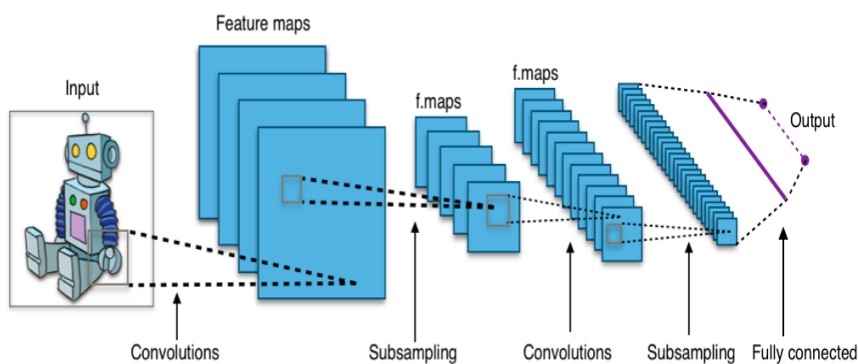 Feature maps
f.maps
Input
f.maps
Output
Convolutions
Subsampling
Convolutions
Subsampling
Fully connected